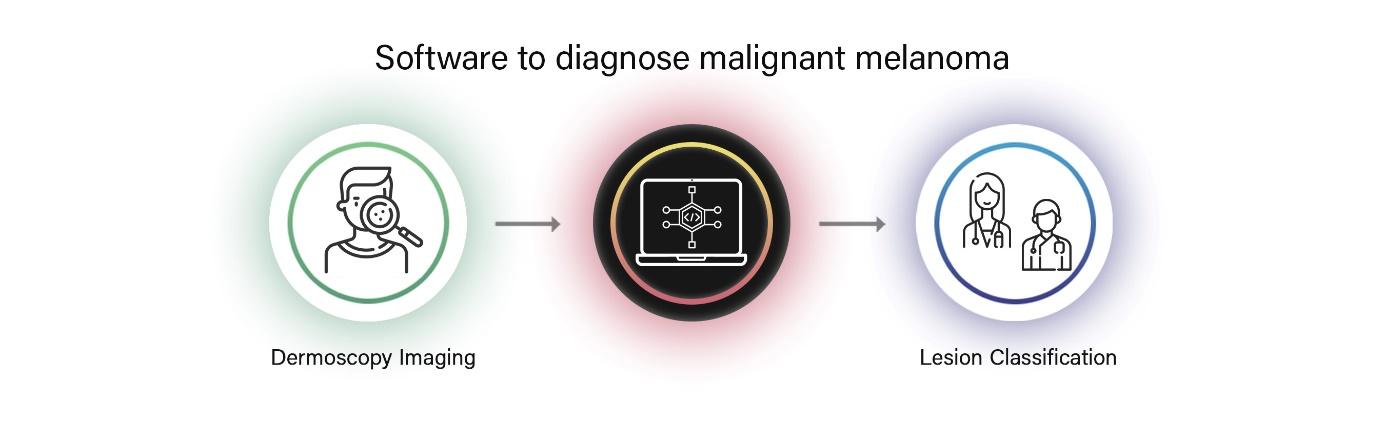 Software to diagnose malignant melanoma
</>
Dermoscopy Imaging
Lesion Classification